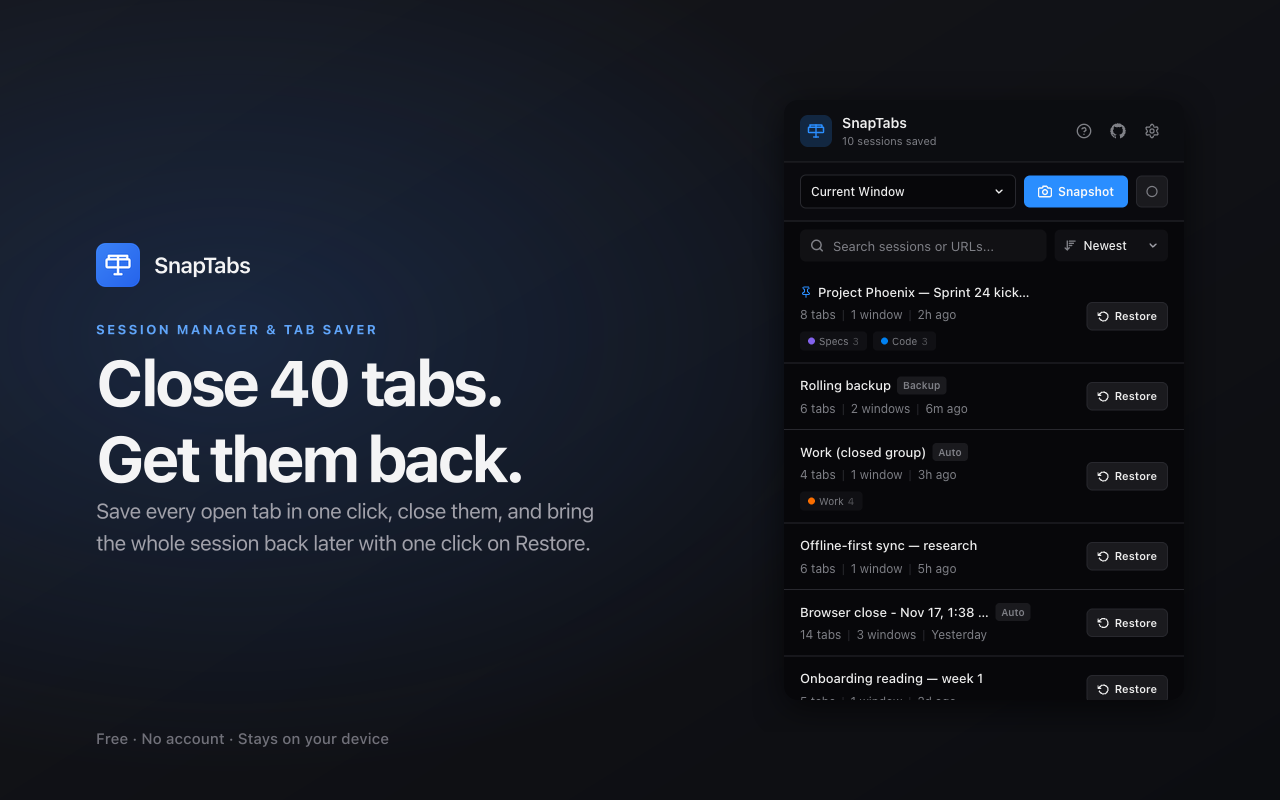 SnapTabs
SESSION MANAGER & TAB SAVER
Close 40 tabs.
Get them back.
Save every open tab in one click, close them, and bring
the whole session back later with one click on Restore.
Free · No account · Stays on your device
SnapTabs
10 sessions saved
Current Window
Snapshot
Search sessions or URLs...
Newest
Project Phoenix — Sprint 24 kick...
8 tabs | 1 window | 2h ago
Specs 3 Code 3
Restore
Rolling backup Backup
6 tabs | 2 windows | 6m ago
Restore
Work (closed group) Auto
4 tabs | 1 window | 3h ago
Work 4
Restore
Offline-first sync — research
6 tabs | 1 window | 5h ago
Restore
Browser close - Nov 17, 1:38 ... Auto
14 tabs | 3 windows | Yesterday
Restore
Onboarding reading — week 1
Restore